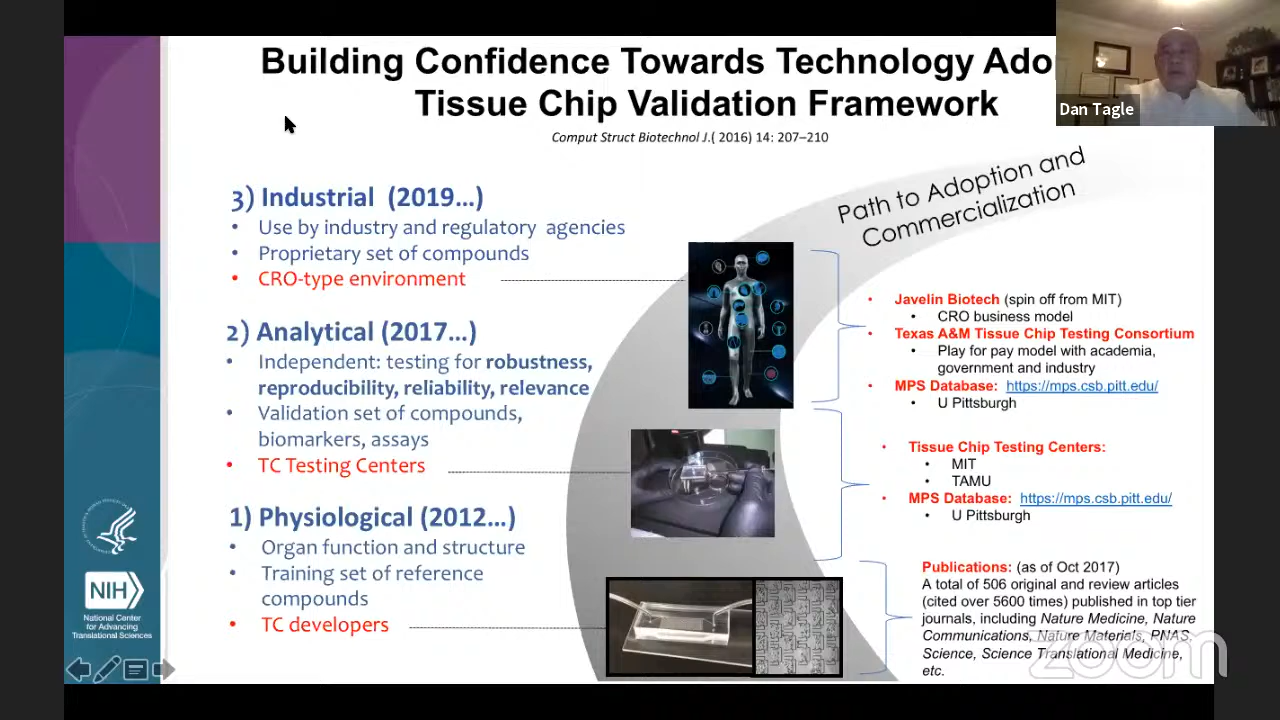 Building Confidence Towards Technology Ado
Tissue Chip Validation Framework
Comput Struct Biotechnol J.( 2016) 14: 207–210
Dan Tagle
Path to Adoption and
Commercialization
3) Industrial (2019...)
• Use by industry and regulatory agencies
• Proprietary set of compounds
• CRO-type environment
2) Analytical (2017...)
• Independent: testing for robustness,
reproducibility, reliability, relevance
• Validation set of compounds,
biomarkers, assays
• TC Testing Centers
1) Physiological (2012...)
• Organ function and structure
• Training set of reference
compounds
• TC developers
• Javelin Biotech (spin off from MIT)
• CRO business model
• Texas A&M Tissue Chip Testing Consortium
• Play for pay model with academia,
government and industry
• MPS Database: https://mps.csb.pitt.edu/
• U Pittsburgh
• Tissue Chip Testing Centers:
• MIT
• TAMU
• MPS Database: https://mps.csb.pitt.edu/
• U Pittsburgh
Publications: (as of Oct 2017)
A total of 506 original and review articles
(cited over 5600 times) published in top tier
journals, including Nature Medicine, Nature
Communications, Nature Materials, PNAS,
Science, Science Translational Medicine,
etc.
NIH
National Center
for Advancing
Translational Sciences
zoom